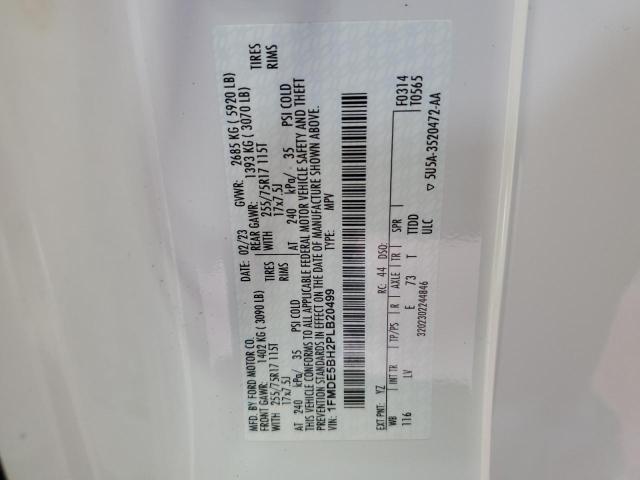 MFD. BY FORD MOTOR CO.
DATE: 02/23 GVWR: 2685 KG ( 5920 LB)
FRONT GAWR: 1402 KG (3090 LB) REAR GAWR: 1393 KG ( 3070 LB)
WITH 255/75R17 115T TIRES WITH 255/75R17 115T TIRES
17x7.5J RIMS 17x7.5J RIMS
AT 240 kPa/ 35 PSI COLD AT 240 kPa/ 35 PSI COLD
THIS VEHICLE CONFORMS TO ALL APPLICABLE FEDERAL MOTOR VEHICLE SAFETY AND THEFT
PREVENTION STANDARDS IN EFFECT ON THE DATE OF MANUFACTURE SHOWN ABOVE.
VIN: 1FMDE5BH2PLB20499 TYPE: MPV
EXT PNT: YZ RC: 44 DSO: F0314
T0565
WB INT TR TP/PS R AXLE TR SPR
116 LV E 73 T TTDD
ULC
3202302244846
▽ 5U5A-3520472-AA